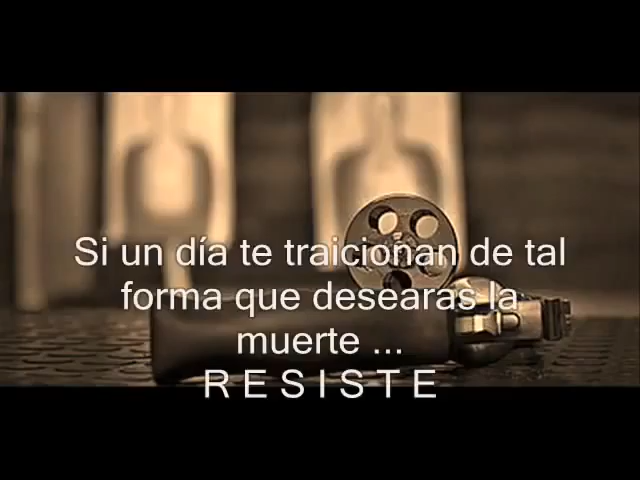 Si un día te traicionan de tal
forma que desearas la
muerte ...
R E S I S T E